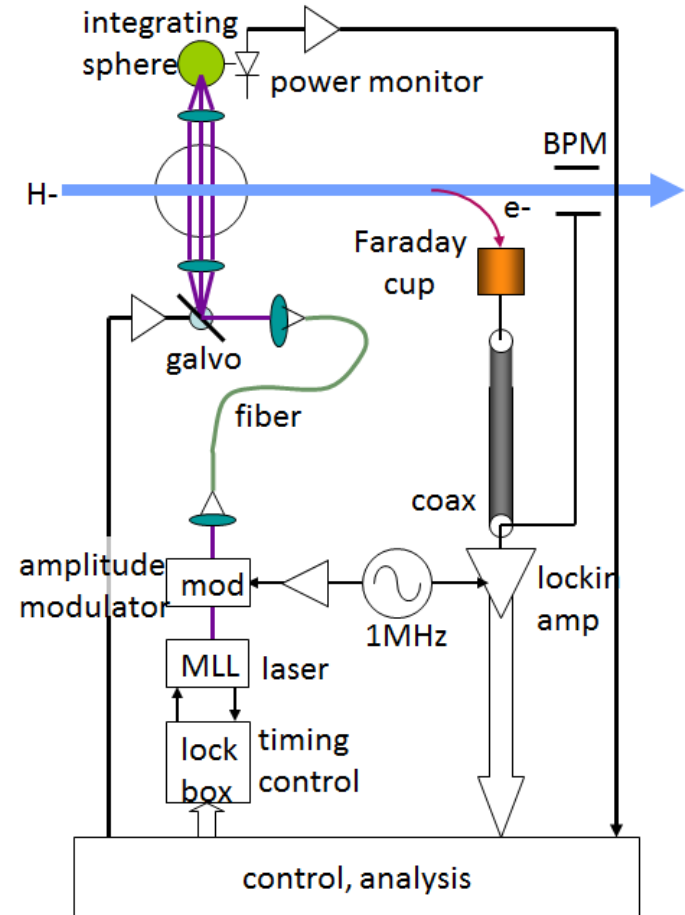 integrating
sphere
power monitor
BPM
H-
e-
Faraday
cup
galvo
fiber
coax
amplitude
modulator
mod
1MHz
lockin
amp
MLL
laser
lock
box
timing
control
control, analysis